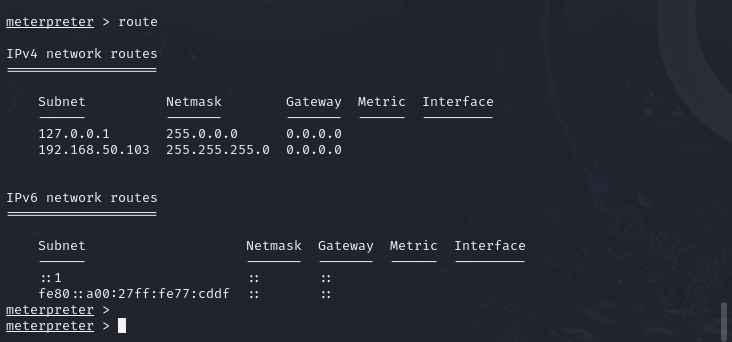 meterpreter > route
IPv4 network routes
===================
Subnet Netmask Gateway Metric Interface
------ ------- ------- ------ ---------
127.0.0.1 255.0.0.0 0.0.0.0
192.168.50.103 255.255.255.0 0.0.0.0
IPv6 network routes
===================
Subnet Netmask Gateway Metric Interface
------ ------- ------- ------ ---------
::1 :: ::
fe80::a00:27ff:fe77:cddf :: ::
meterpreter >
meterpreter >